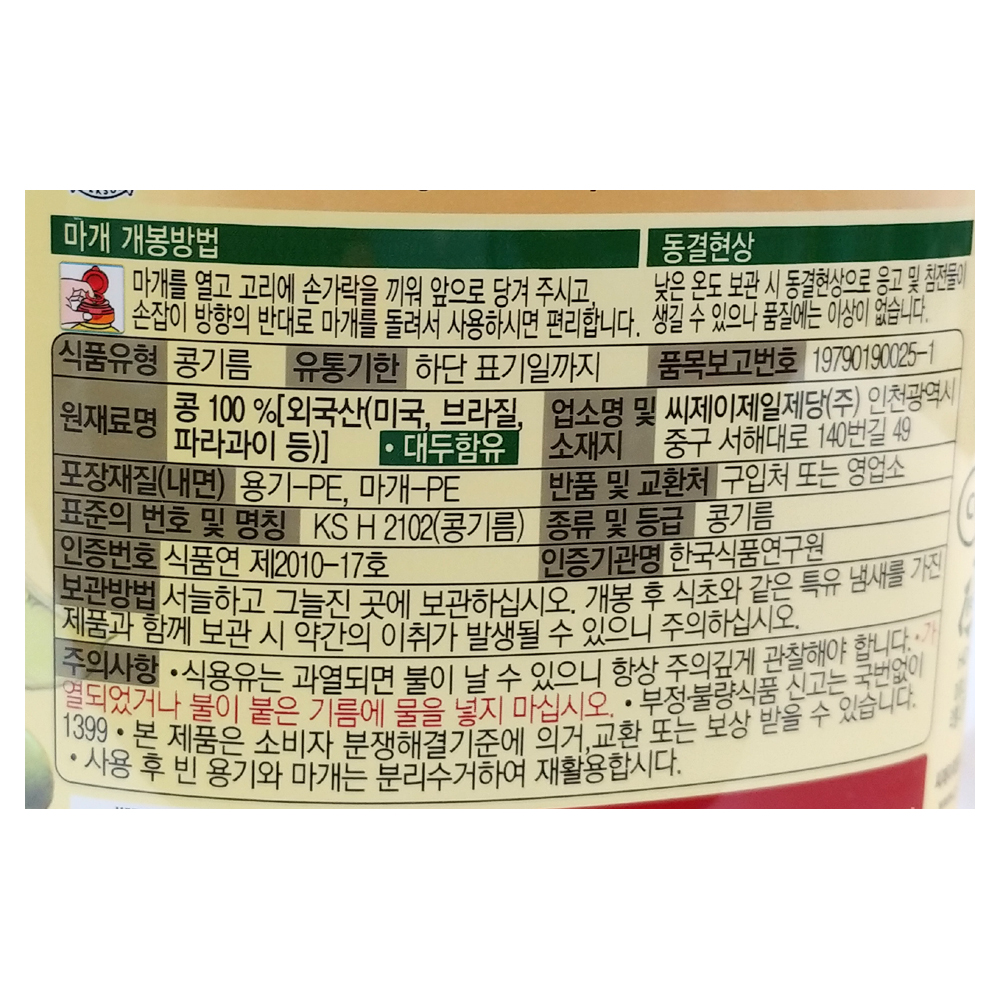 마개 개봉방법
동결현상
마개를 열고 고리에 손가락을 끼워 앞으로 당겨 주시고,
손잡이 방향의 반대로 마개를 돌려서 사용하시면 편리합니다.
낮은 온도 보관 시 동결현상으로 응고 및 침전물이
생길 수 있으나 품질에는 이상이 없습니다.
식품유형 콩기름 유통기한 하단 표기일까지 품목보고번호 19790190025-1
원재료명 콩 100 %[외국산(미국, 브라질,
파라과이 등)] • 대두함유
업소명 및 씨제이제일제당(주) 인천광역시
소재지 중구 서해대로 140번길 49
포장재질(내면) 용기-PE, 마개-PE 반품 및 교환처 구입처 또는 영업소
표준의 번호 및 명칭 KS H 2102(콩기름) 종류 및 등급 콩기름
인증번호 식품연 제2010-17호 인증기관명 한국식품연구원
보관방법 서늘하고 그늘진 곳에 보관하십시오. 개봉 후 식초와 같은 특유 냄새를 가진
제품과 함께 보관 시 약간의 이취가 발생될 수 있으니 주의하십시오.
주의사항 •식용유는 과열되면 불이 날 수 있으니 항상 주의깊게 관찰해야 합니다. •가
열되었거나 불이 붙은 기름에 물을 넣지 마십시오. •부정·불량식품 신고는 국번없이
1399 • 본 제품은 소비자 분쟁해결기준에 의거,교환 또는 보상 받을 수 있습니다.
• 사용 후 빈 용기와 마개는 분리수거하여 재활용합시다.